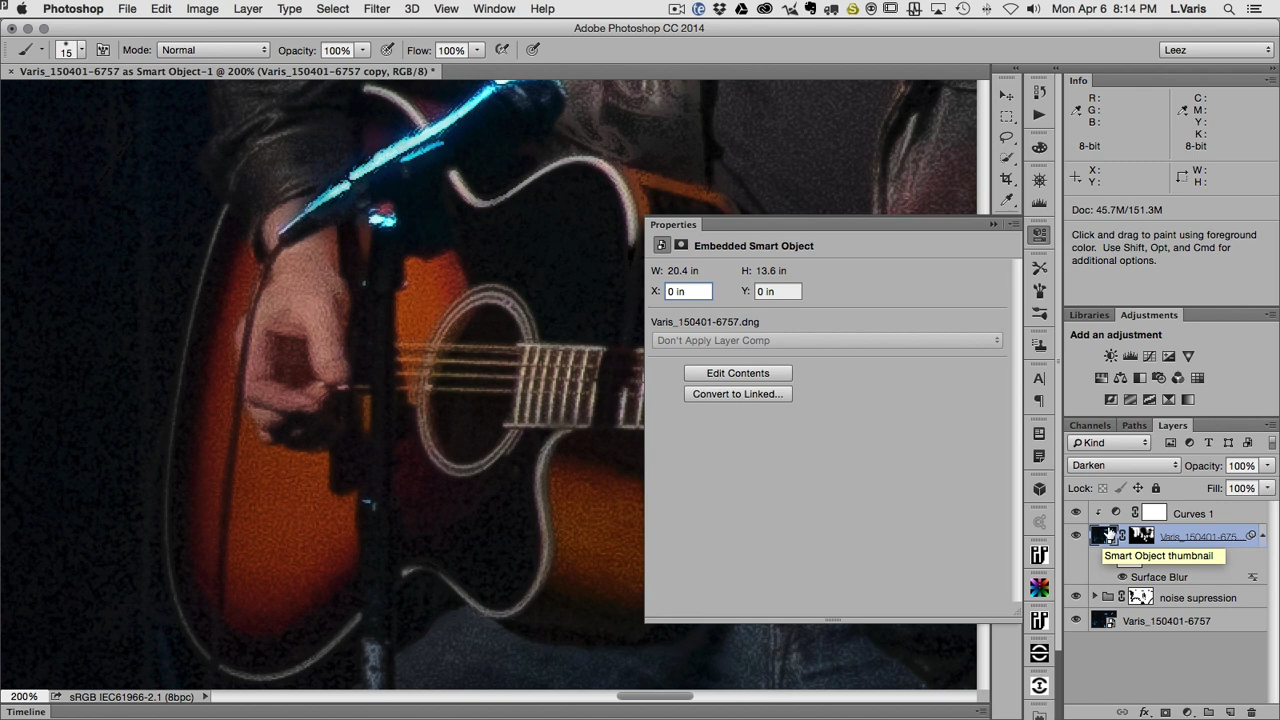 Photoshop File Edit Image Layer Type Select Filter 3D View Window Help Mon Apr 6 8:14 PM L.Varis
Adobe Photoshop CC 2014
15 Mode: Normal Opacity: 100% Flow: 100% Leez
× Varis_150401-6757 as Smart Object-1 @ 200% (Varis_150401-6757 copy, RGB/8) *
Info
R: C:
G: M:
B: Y:
K:
8-bit 8-bit
X: W:
Y: H:
Doc: 45.7M/151.3M
Click and drag to paint using foreground
color. Use Shift, Opt, and Cmd for
additional options.
Properties
Embedded Smart Object
W: 20.4 in H: 13.6 in
X: 0 in Y: 0 in
Varis_150401-6757.dng
Don't Apply Layer Comp
Edit Contents
Convert to Linked...
Libraries Adjustments
Add an adjustment
Channels Paths Layers
Kind
Darken Opacity: 100%
Lock: Fill: 100%
Curves 1
Varis_150401-675...
Smart Object thumbnail
Surface Blur
noise supression
Varis_150401-6757
200% sRGB IEC61966-2.1 (8bpc)
Timeline